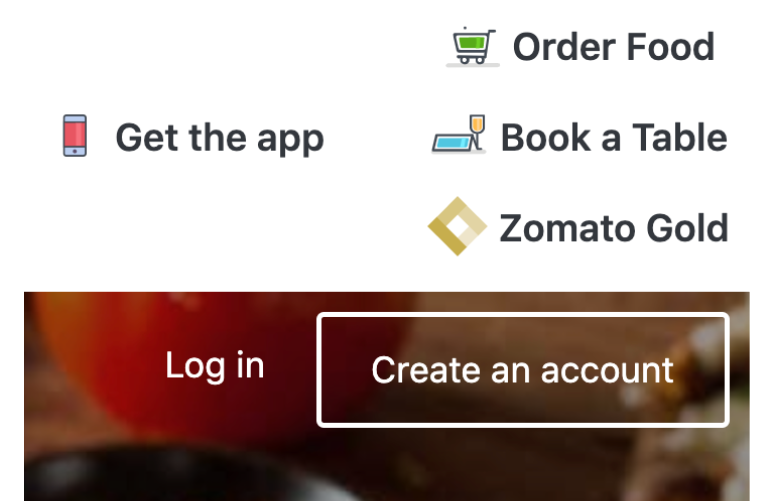 Order Food
Get the app
Book a Table
Zomato Gold
Log in
Create an account